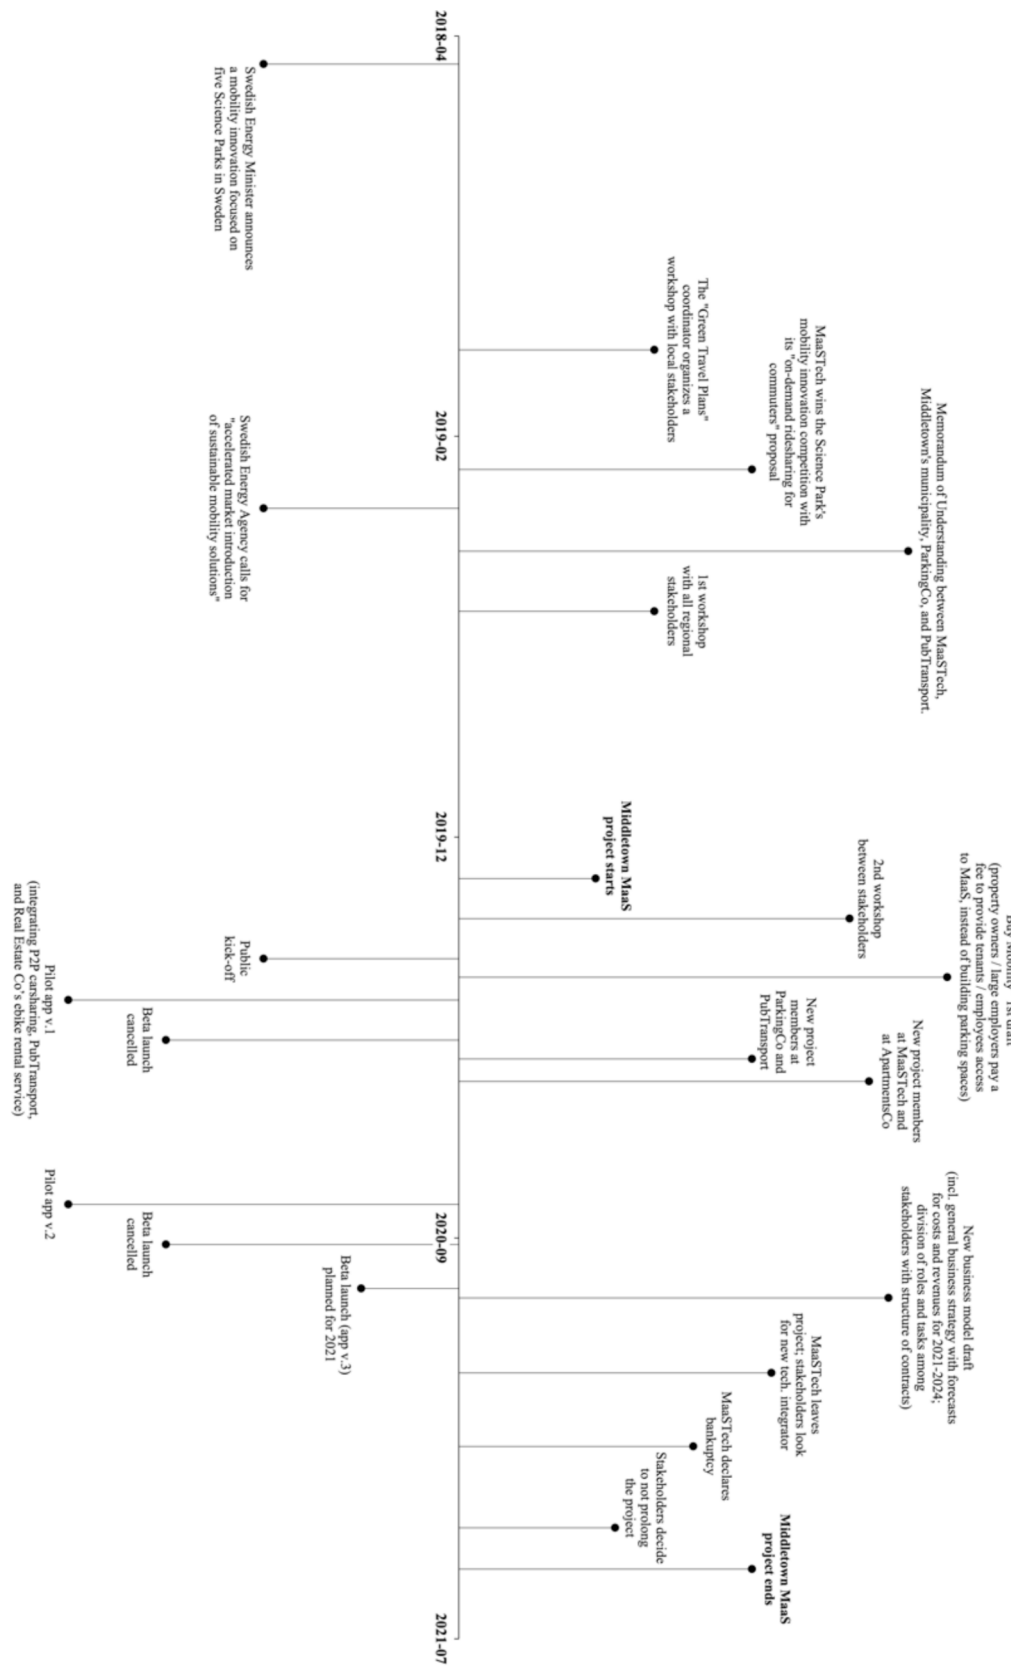 2018-04
Swedish Energy Minister announces
a mobility innovation focused on
five Science Parks in Sweden
The "Green Travel Plans"
coordinator organizes a
workshop with local stakeholders
2019-02
MaaSTech wins the Science Park's
mobility innovation competition with
its "on-demand ridesharing for
commuters" proposal
Swedish Energy Agency calls for
"accelerated market introduction
of sustainable mobility solutions"
Memorandum of Understanding between MaaSTech,
Middletown's municipality, ParkingCo, and PubTransport.
1st workshop
with all regional
stakeholders
2019-12
Middletown MaaS
project starts
2nd workshop
between stakeholders
Public
kick-off
Buy Mobility 1st draft
(property owners / large employers pay a
fee to provide tenants / employees access
to MaaS, instead of building parking spaces)
Pilot app v.1
(integrating P2P carsharing, PubTransport,
and Real Estate Co's ebike rental service)
Beta launch
cancelled
New project
members at
ParkingCo and
PubTransport
New project members
at MaaSTech and
at ApartmentsCo
Pilot app v.2
2020-09
Beta launch
cancelled
Beta launch (app v.3)
planned for 2021
New business model draft
(incl. general business strategy with forecasts
for costs and revenues for 2021-2024;
division of roles and tasks among
stakeholders with structure of contracts)
MaaSTech leaves
project; stakeholders look
for new tech. integrator
MaaSTech declares
bankuptcy
Stakeholders decide
to not prolong
the project
Middletown MaaS
project ends
2021-07